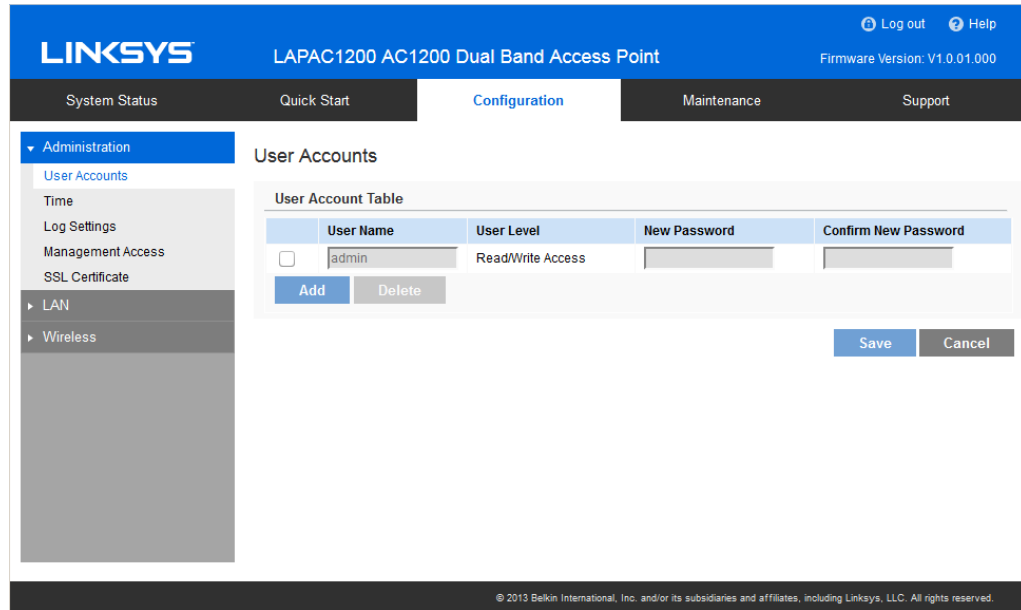 Log out Help
LINKSYS LAPAC1200 AC1200 Dual Band Access Point Firmware Version: V1.0.01.000
System Status Quick Start Configuration Maintenance Support
Administration
User Accounts
Time
Log Settings
Management Access
SSL Certificate
LAN
Wireless
User Accounts
User Account Table
User Name User Level New Password Confirm New Password
admin Read/Write Access
Add Delete
Save Cancel
© 2013 Belkin International, Inc. and/or its subsidiaries and affiliates, including Linksys, LLC. All rights reserved.